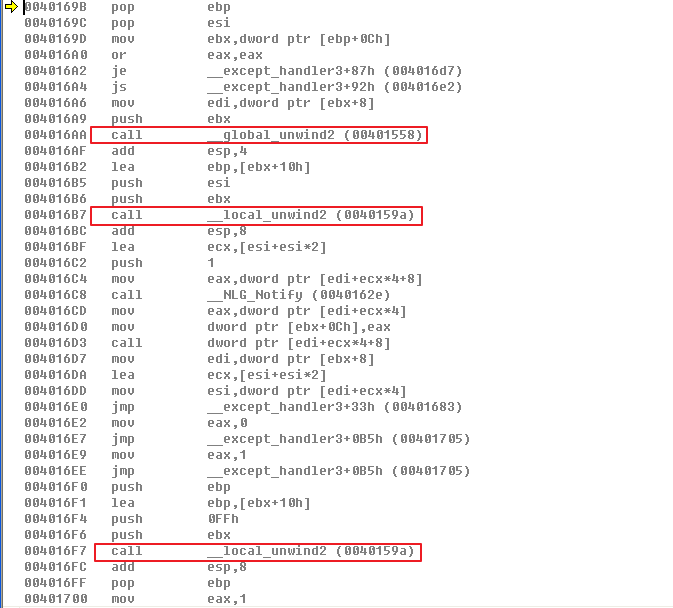 0040169B pop ebp
0040169C pop esi
0040169D mov ebx,dword ptr [ebp+0Ch]
004016A0 or eax,eax
004016A2 je __except_handler3+87h (004016d7)
004016A4 js __except_handler3+92h (004016e2)
004016A6 mov edi,dword ptr [ebx+8]
004016A9 push ebx
004016AA call __global_unwind2 (00401558)
004016AF add esp,4
004016B2 lea ebp,[ebx+10h]
004016B5 push esi
004016B6 push ebx
004016B7 call __local_unwind2 (0040159a)
004016BC add esp,8
004016BF lea ecx,[esi+esi*2]
004016C2 push 1
004016C4 mov eax,dword ptr [edi+ecx*4+8]
004016C8 call __NLG_Notify (0040162e)
004016CD mov eax,dword ptr [edi+ecx*4]
004016D0 mov dword ptr [ebx+0Ch],eax
004016D3 call dword ptr [edi+ecx*4+8]
004016D7 mov edi,dword ptr [ebx+8]
004016DA lea ecx,[esi+esi*2]
004016DD mov esi,dword ptr [edi+ecx*4]
004016E0 jmp __except_handler3+33h (00401683)
004016E2 mov eax,0
004016E7 jmp __except_handler3+0B5h (00401705)
004016E9 mov eax,1
004016EE jmp __except_handler3+0B5h (00401705)
004016F0 push ebp
004016F1 lea ebp,[ebx+10h]
004016F4 push 0FFh
004016F6 push ebx
004016F7 call __local_unwind2 (0040159a)
004016FC add esp,8
004016FF pop ebp
00401700 mov eax,1